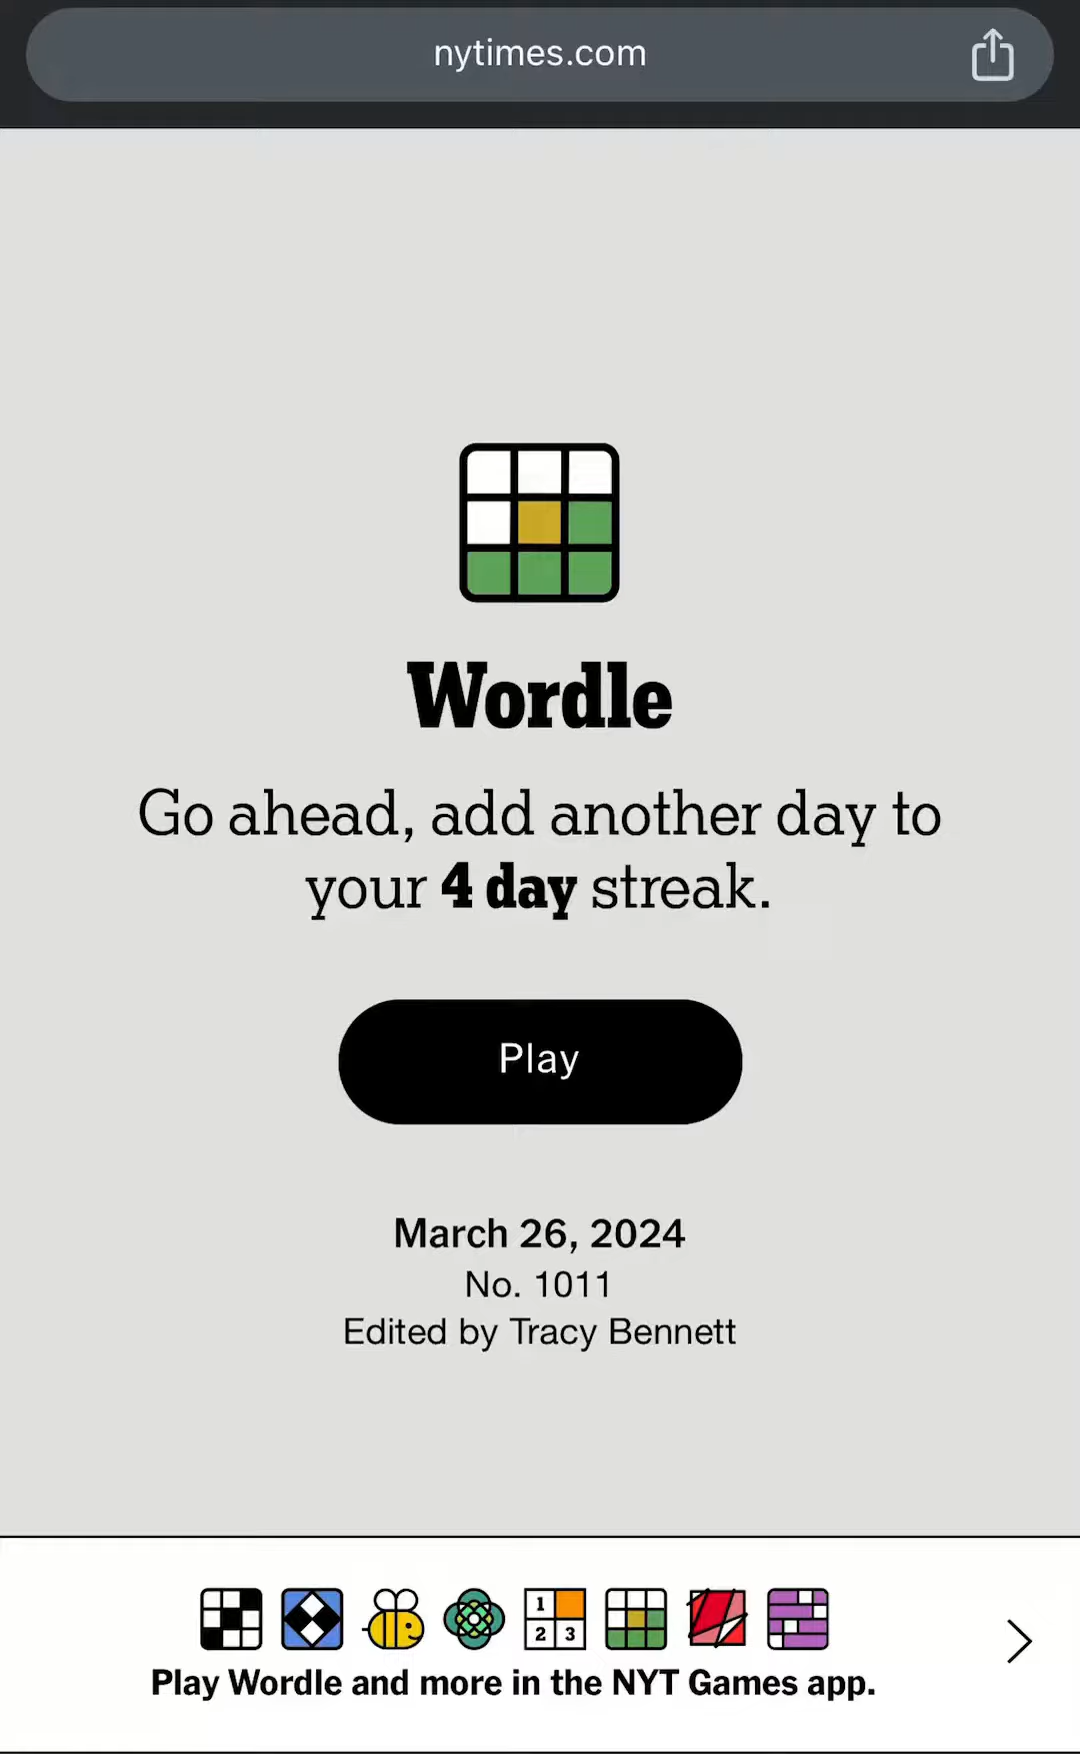 nytimes.com
Wordle
Go ahead, add another day to
your 4 day streak.
Play
March 26, 2024
No. 1011
Edited by Tracy Bennett
1
2 3
Play Wordle and more in the NYT Games app.